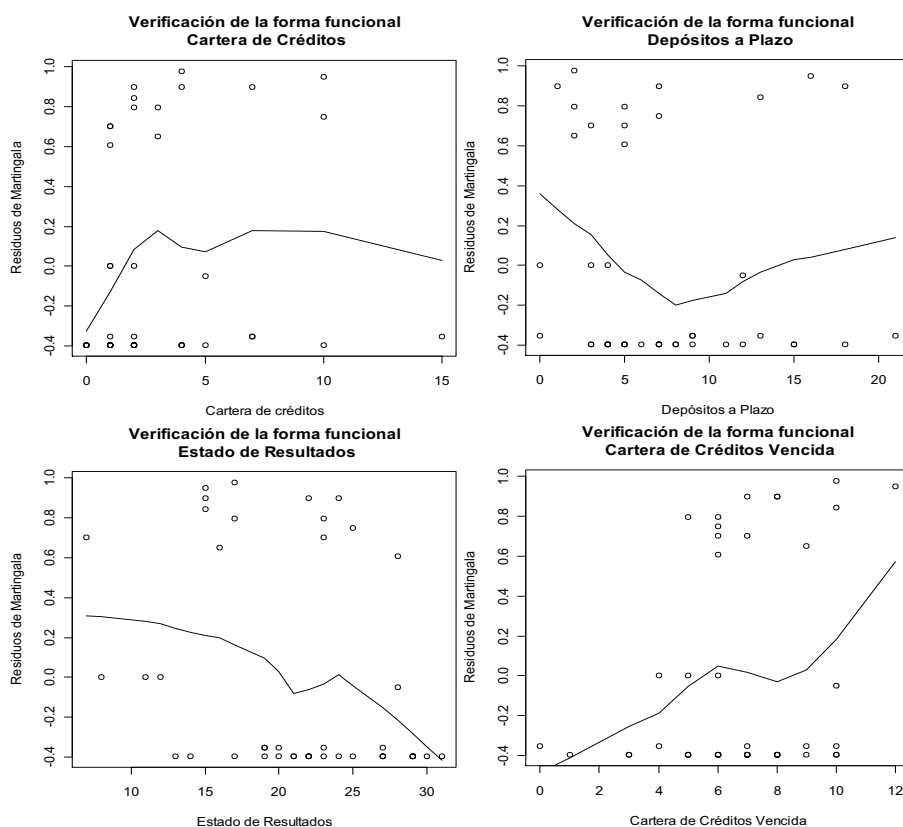 Verificación de la forma funcional
Cartera de Créditos
Residuos de Martingala
1.0
0.8
0.6
0.4
0.2
0.0
-0.2
-0.4
0 5 10 15
Cartera de créditos
Verificación de la forma funcional
Depósitos a Plazo
Residuos de Martingala
1.0
0.8
0.6
0.4
0.2
0.0
-0.2
-0.4
0 5 10 15 20
Depósitos a Plazo
Verificación de la forma funcional
Estado de Resultados
Residuos de Martingala
1.0
0.8
0.6
0.4
0.2
0.0
-0.4
10 15 20 25 30
Estado de Resultados
Verificación de la forma funcional
Cartera de Créditos Vencida
Residuos de Martingala
1.0
0.8
0.6
0.4
0.2
0.0
-0.4
0 2 4 6 8 10 12
Cartera de Créditos Vencida